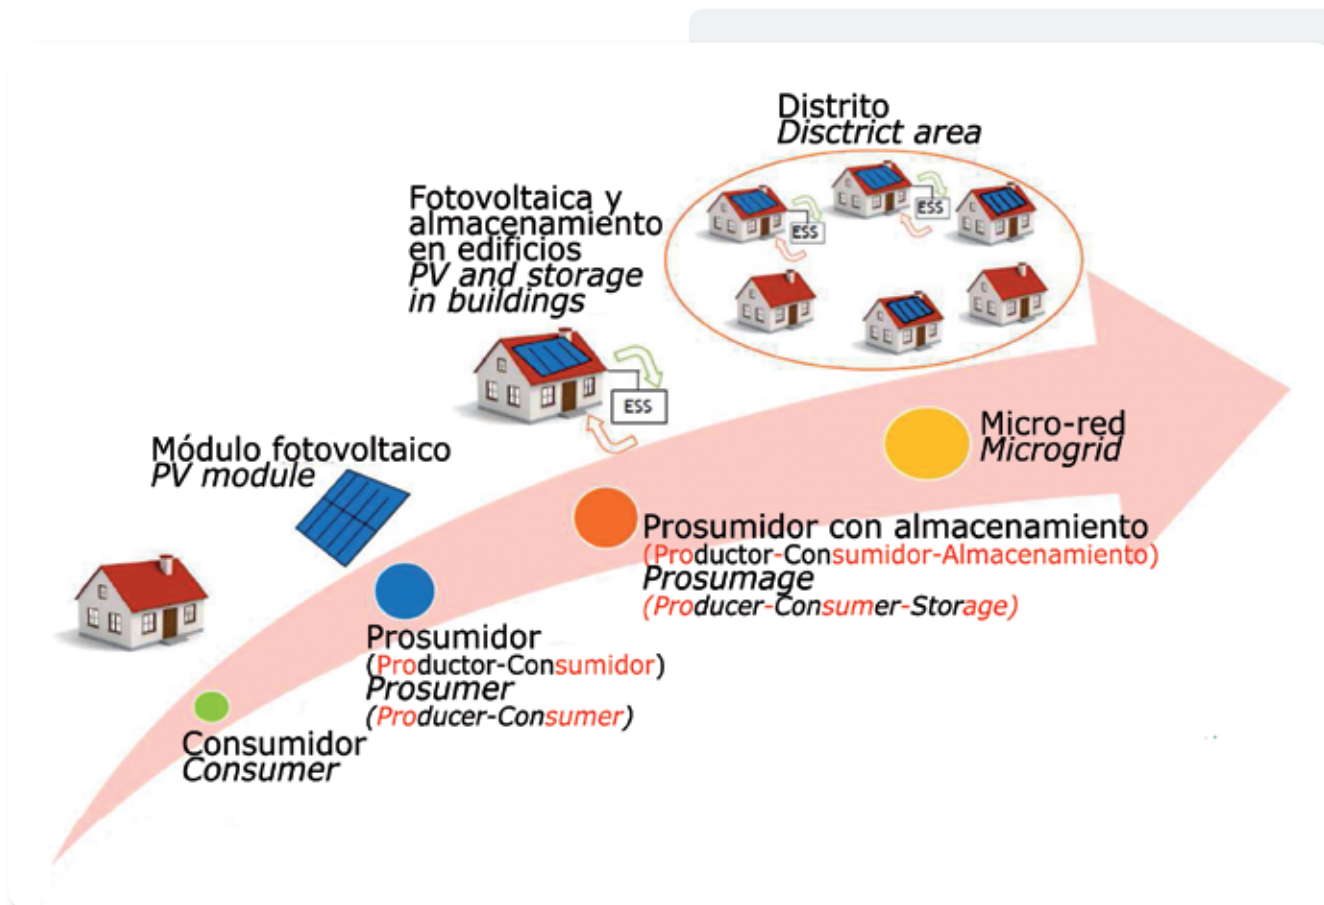 Distrito
Disctrict area
ESS
ESS
Fotovoltaica y
almacenamiento
en edificios
PV and storage
in buildings
ESS
Módulo fotovoltaico
PV module
Micro-red
Microgrid
Prosumidor con almacenamiento
(Productor-Consumidor-Almacenamiento)
Prosumage
(Producer-Consumer-Storage)
Prosumidor
(Productor-Consumidor)
Prosumer
(Producer-Consumer)
Consumidor
Consumer